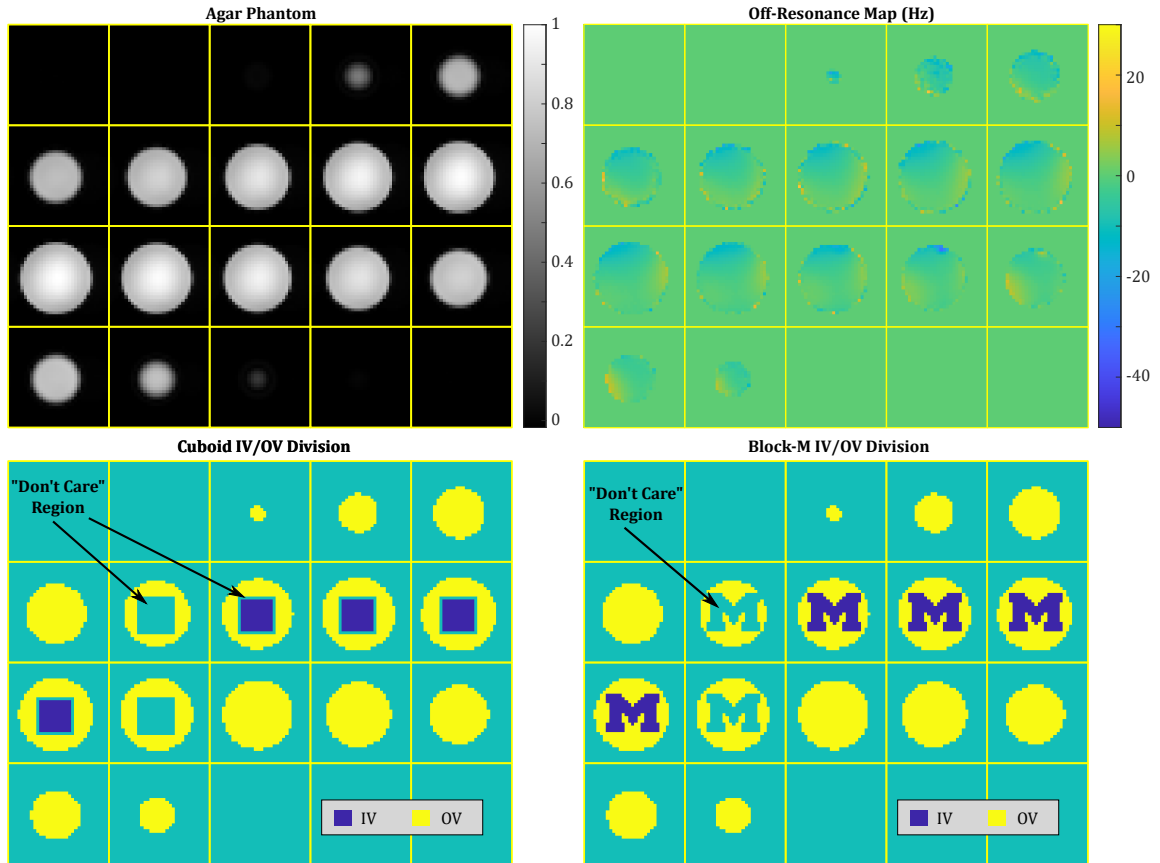 Agar Phantom
Off-Resonance Map (Hz)
1
0.8
0.6
0.4
0.2
0
20
0
-20
-40
Cuboid IV/OV Division
Block-M IV/OV Division
"Don't Care"
Region
"Don't Care"
Region
IV
OV
IV
OV